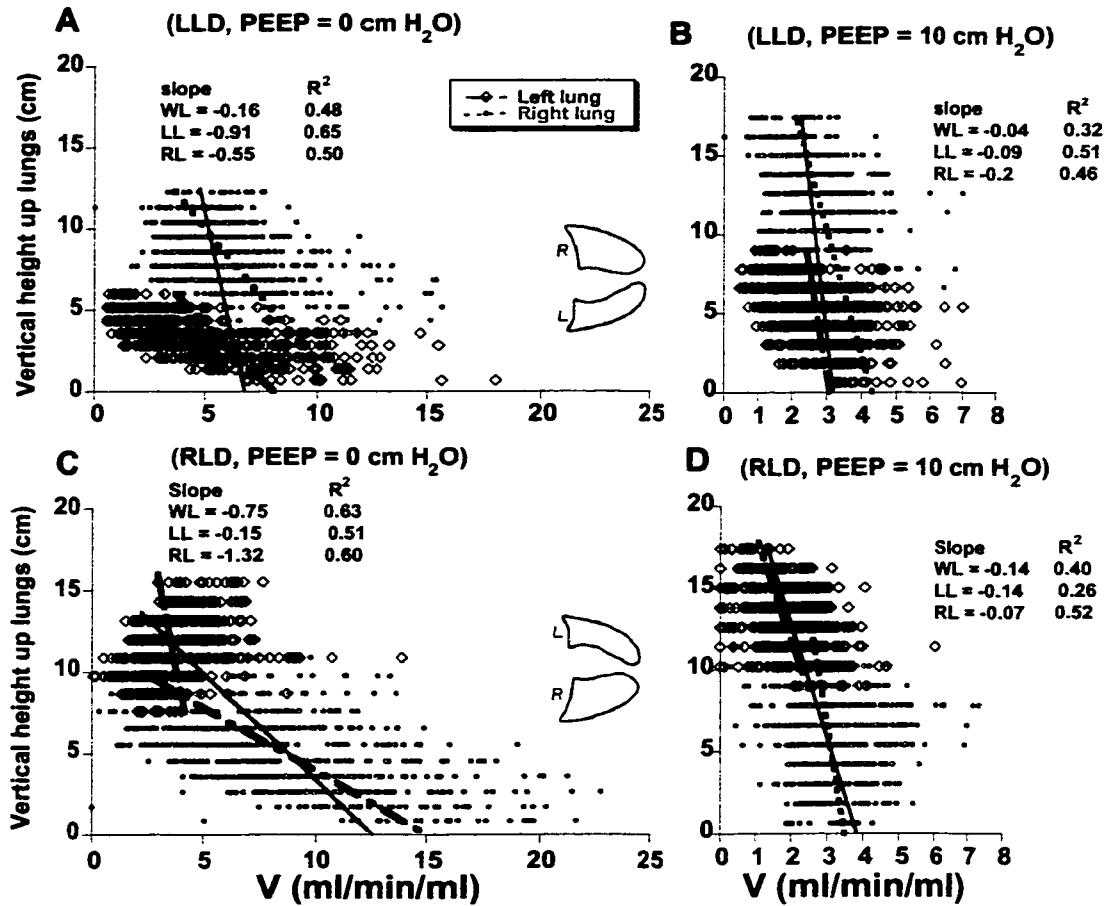 A (LLD, PEEP = 0 cm H2O)
Vertical height up lungs (cm)
20
15
10
5
0
slope R2
WL = -0.16 0.48
LL = -0.91 0.65
RL = -0.55 0.50
Left lung
Right lung
R
L
0 5 10 15 20 25
B (LLD, PEEP = 10 cm H2O)
20
15
10
5
0
slope R2
WL = -0.04 0.32
LL = -0.09 0.51
RL = -0.2 0.46
0 1 2 3 4 5 6 7 8
C (RLD, PEEP = 0 cm H2O)
Vertical height up lungs (cm)
20
15
10
5
0
Slope R2
WL = -0.75 0.63
LL = -0.15 0.51
RL = -1.32 0.60
L
R
0 5 10 15 20 25
V (ml/min/ml)
D (RLD, PEEP = 10 cm H2O)
20
15
10
5
0
Slope R2
WL = -0.14 0.40
LL = -0.14 0.26
RL = -0.07 0.52
0 1 2 3 4 5 6 7 8
V (ml/min/ml)